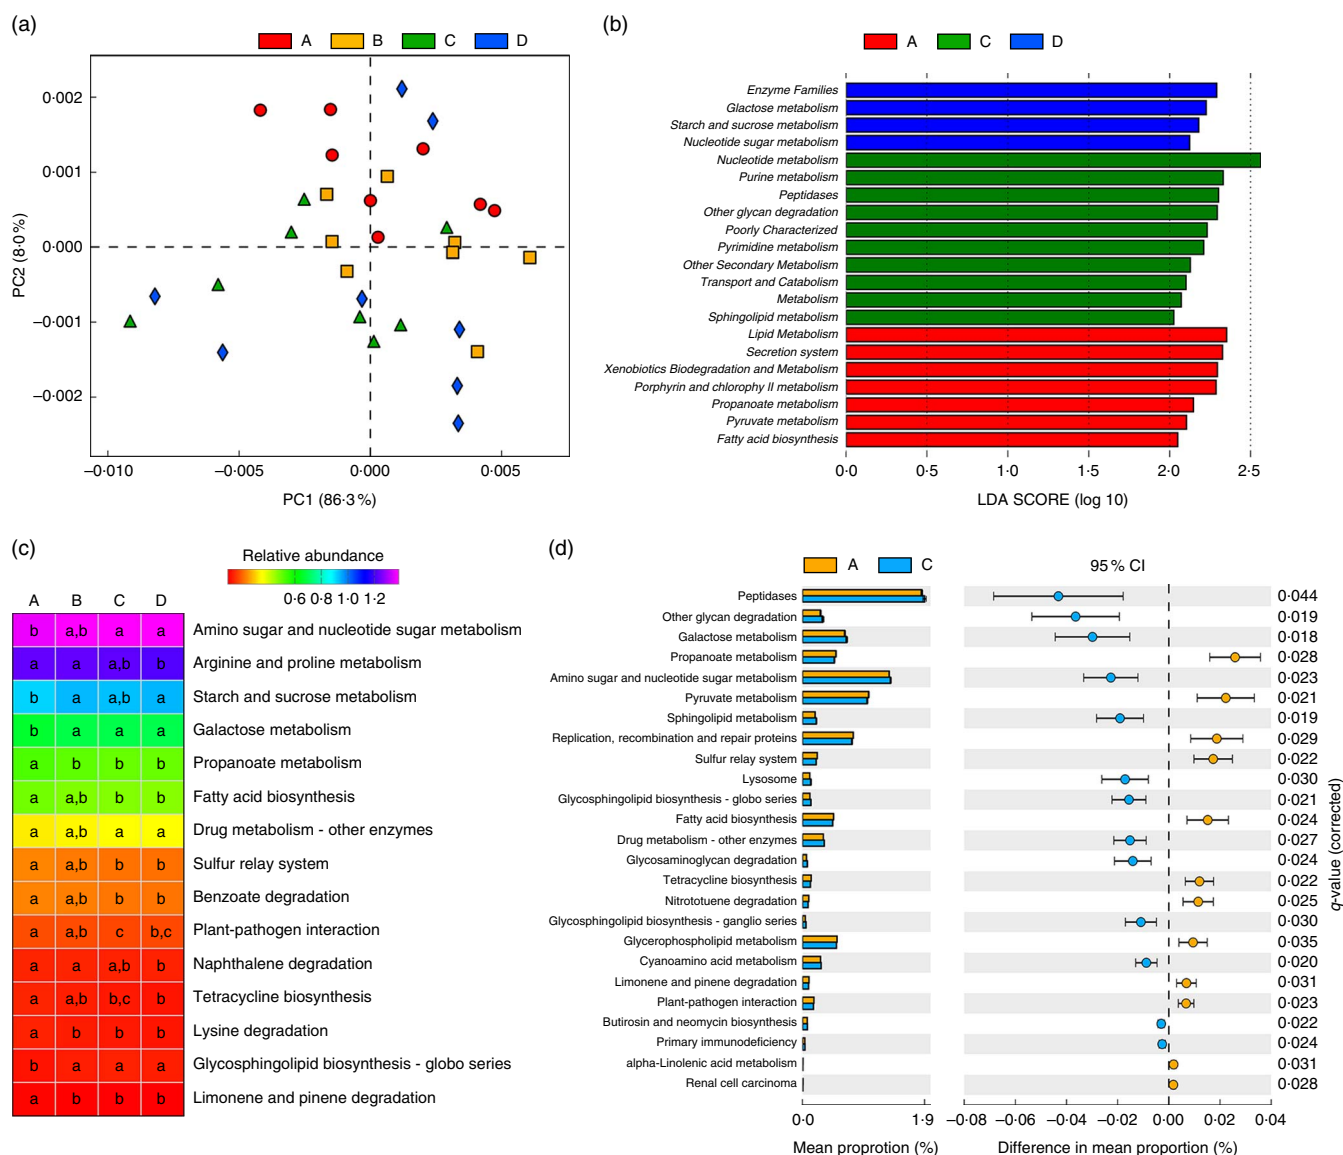 (a)
A B C D
0·002
0·001
0·000
–0·001
–0·002
PC2 (8·0 %)
–0·010 –0·005 0·000 0·005
PC1 (86·3 %)
(b)
A C D
Enzyme Families
Glactose metabolism
Starch and sucrose metabolism
Nucleotide sugar metabolism
Nucleotide metabolism
Purine metabolism
Peptidases
Other glycan degradation
Poorly Characterized
Pyrimidine metabolism
Other Secondary Metabolism
Transport and Catabolism
Metabolism
Sphingolipid metabolism
Lipid Metabolism
Secretion system
Xenobiotics Biodegradation and Metabolism
Porphyrin and chlorophy II metabolism
Propanoate metabolism
Pyruvate metabolism
Fatty acid biosynthesis
0·0 0·5 1·0 1·5 2·0 2·5
LDA SCORE (log 10)
(c)
Relative abundance
0·6 0·8 1·0 1·2
A B C D
b a,b a a Amino sugar and nucleotide sugar metabolism
a a a,b b Arginine and proline metabolism
b a a,b a Starch and sucrose metabolism
b a a a Galactose metabolism
a b b b Propanoate metabolism
a a,b b b Fatty acid biosynthesis
a a,b a a Drug metabolism - other enzymes
a a,b b b Sulfur relay system
a a,b b b Benzoate degradation
a a,b c b,c Plant-pathogen interaction
a a a,b b Naphthalene degradation
a a,b b,c b Tetracycline biosynthesis
a b b b Lysine degradation
b a a a Glycosphingolipid biosynthesis - globo series
a b b b Limonene and pinene degradation
(d)
A C
95 % CI
Peptidases 0·044
Other glycan degradation 0·019
Galactose metabolism 0·018
Propanoate metabolism 0·028
Amino sugar and nucleotide sugar metabolism 0·023
Pyruvate metabolism 0·021
Sphingolipid metabolism 0·019
Replication, recombination and repair proteins 0·029
Sulfur relay system 0·022
Lysosome 0·030
Glycosphingolipid biosynthesis - globo series 0·021
Fatty acid biosynthesis 0·024
Drug metabolism - other enzymes 0·027
Glycosaminoglycan degradation 0·024
Tetracycline biosynthesis 0·022
Nitrototuene degradation 0·025
Glycosphingolipid biosynthesis - ganglio series 0·030
Glycerophospholipid metabolism 0·035
Cyanoamino acid metabolism 0·020
Limonene and pinene degradation 0·031
Plant-pathogen interaction 0·023
Butirosin and neomycin biosynthesis 0·022
Primary immunodeficiency 0·024
alpha-Linolenic acid metabolism 0·031
Renal cell carcinoma 0·028
q-value (corrected)
0·0 1·9 –0·08 –0·06 –0·04 –0·02 0·00 0·02 0·04
Mean proprotion (%) Difference in mean proportion (%)